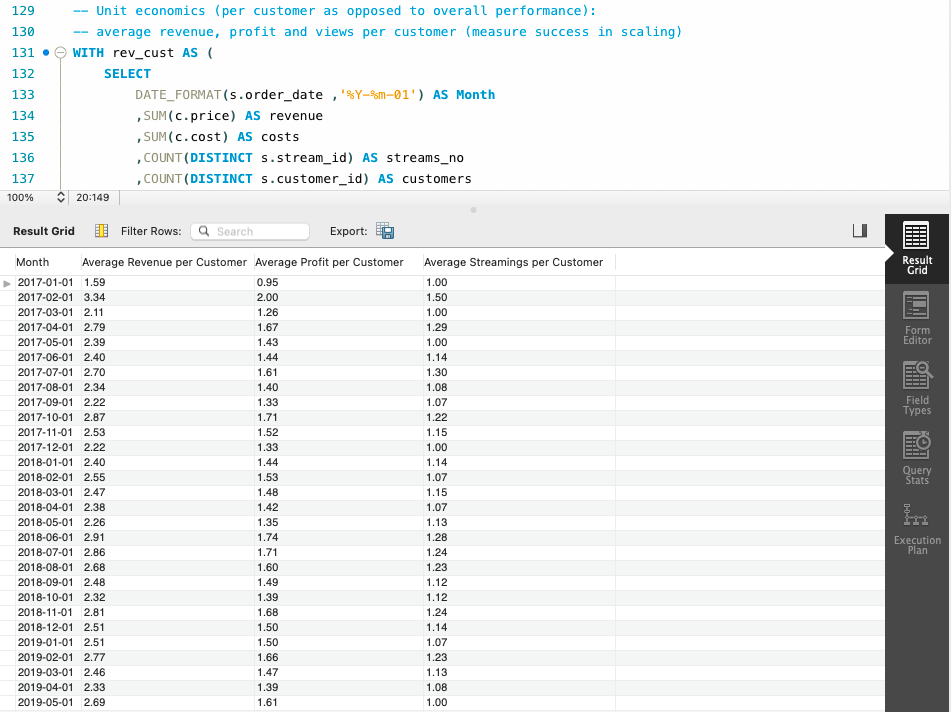 129 -- Unit economics (per customer as opposed to overall performance):
130 -- average revenue, profit and views per customer (measure success in scaling)
131 WITH rev_cust AS (
132 SELECT
133 DATE_FORMAT(s.order_date ,'%Y-%m-01') AS Month
134 ,SUM(c.price) AS revenue
135 ,SUM(c.cost) AS costs
136 ,COUNT(DISTINCT s.stream_id) AS streams_no
137 ,COUNT(DISTINCT s.customer_id) AS customers
100% 20:149
Result Grid Filter Rows: Search Export:
Month Average Revenue per Customer Average Profit per Customer Average Streamings per Customer
2017-01-01 1.59 0.95 1.00
2017-02-01 3.34 2.00 1.50
2017-03-01 2.11 1.26 1.00
2017-04-01 2.79 1.67 1.29
2017-05-01 2.39 1.43 1.00
2017-06-01 2.40 1.44 1.14
2017-07-01 2.70 1.61 1.30
2017-08-01 2.34 1.40 1.08
2017-09-01 2.22 1.33 1.07
2017-10-01 2.87 1.71 1.22
2017-11-01 2.53 1.52 1.15
2017-12-01 2.22 1.33 1.00
2018-01-01 2.40 1.44 1.14
2018-02-01 2.55 1.53 1.07
2018-03-01 2.47 1.48 1.15
2018-04-01 2.38 1.42 1.07
2018-05-01 2.26 1.35 1.13
2018-06-01 2.91 1.74 1.28
2018-07-01 2.86 1.71 1.24
2018-08-01 2.68 1.60 1.23
2018-09-01 2.48 1.49 1.12
2018-10-01 2.32 1.39 1.12
2018-11-01 2.81 1.68 1.24
2018-12-01 2.51 1.50 1.14
2019-01-01 2.51 1.50 1.07
2019-02-01 2.77 1.66 1.23
2019-03-01 2.46 1.47 1.13
2019-04-01 2.33 1.39 1.08
2019-05-01 2.69 1.61 1.00
Result
Grid
Form
Editor
Field
Types
Query
Stats
Execution
Plan